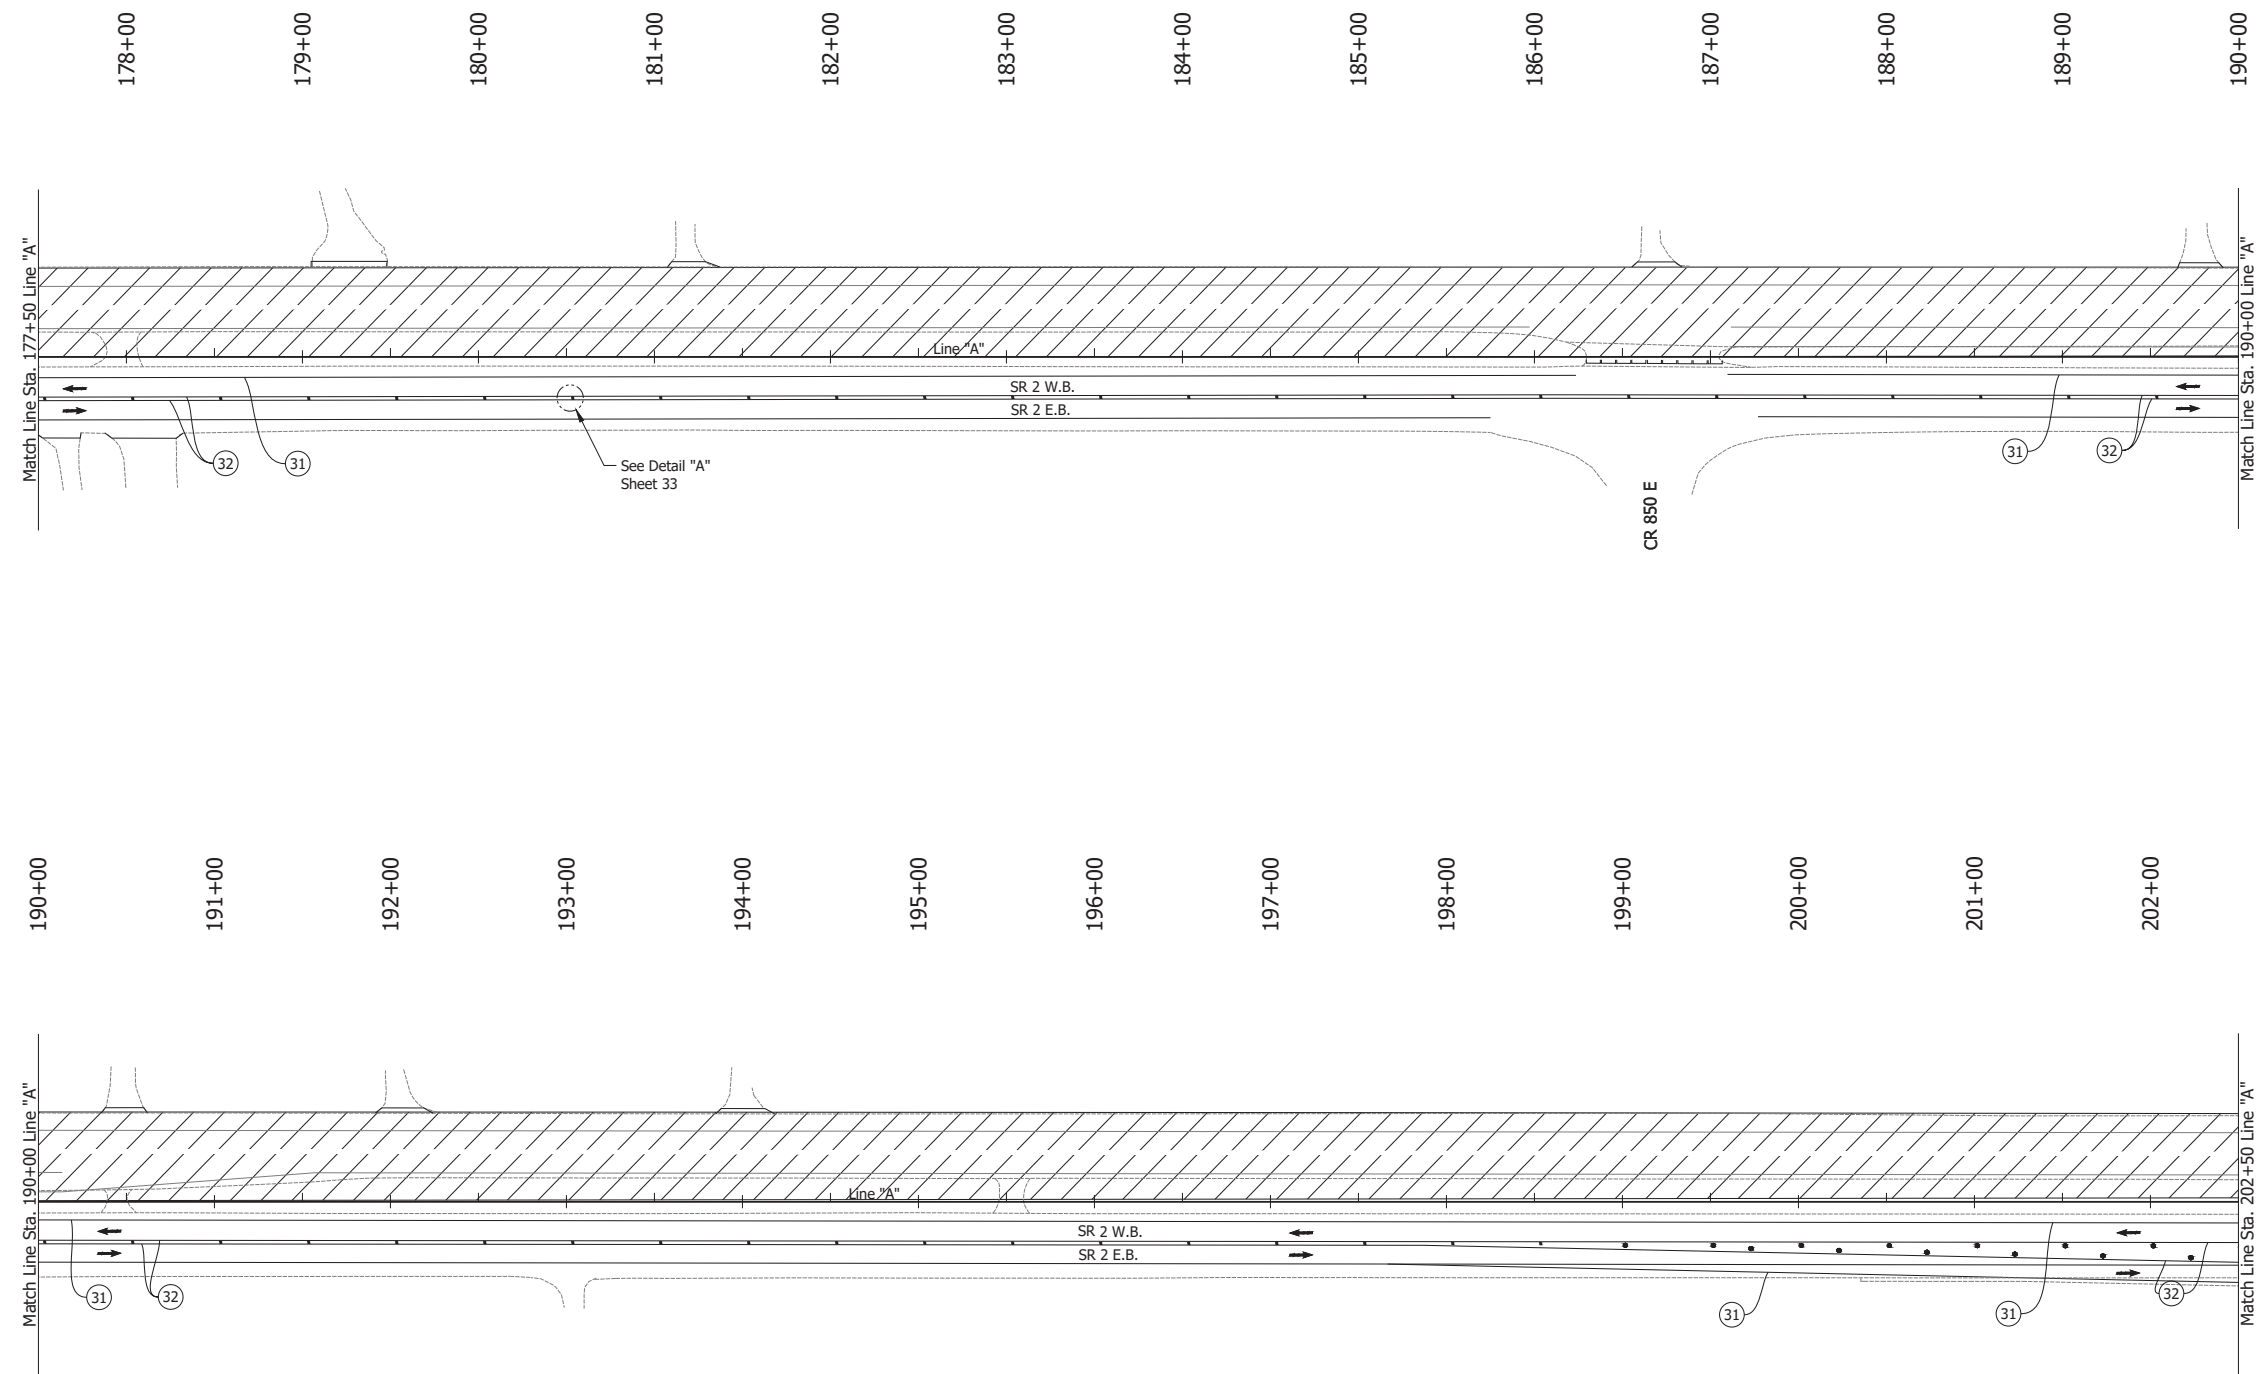 178+00
179+00
180+00
181+00
182+00
183+00
184+00
185+00
186+00
187+00
188+00
189+00
190+00
Match Line Sta. 177+50 Line "A"
Line "A"
SR 2 W.B.
SR 2 E.B.
32
31
See Detail "A"
Sheet 33
CR 850 E
31
32
Match Line Sta. 190+00 Line "A"
190+00
191+00
192+00
193+00
194+00
195+00
196+00
197+00
198+00
199+00
200+00
201+00
202+00
Match Line Sta. 190+00 Line "A"
Line "A"
SR 2 W.B.
SR 2 E.B.
31
32
31
31
32
Match Line Sta. 202+50 Line "A"